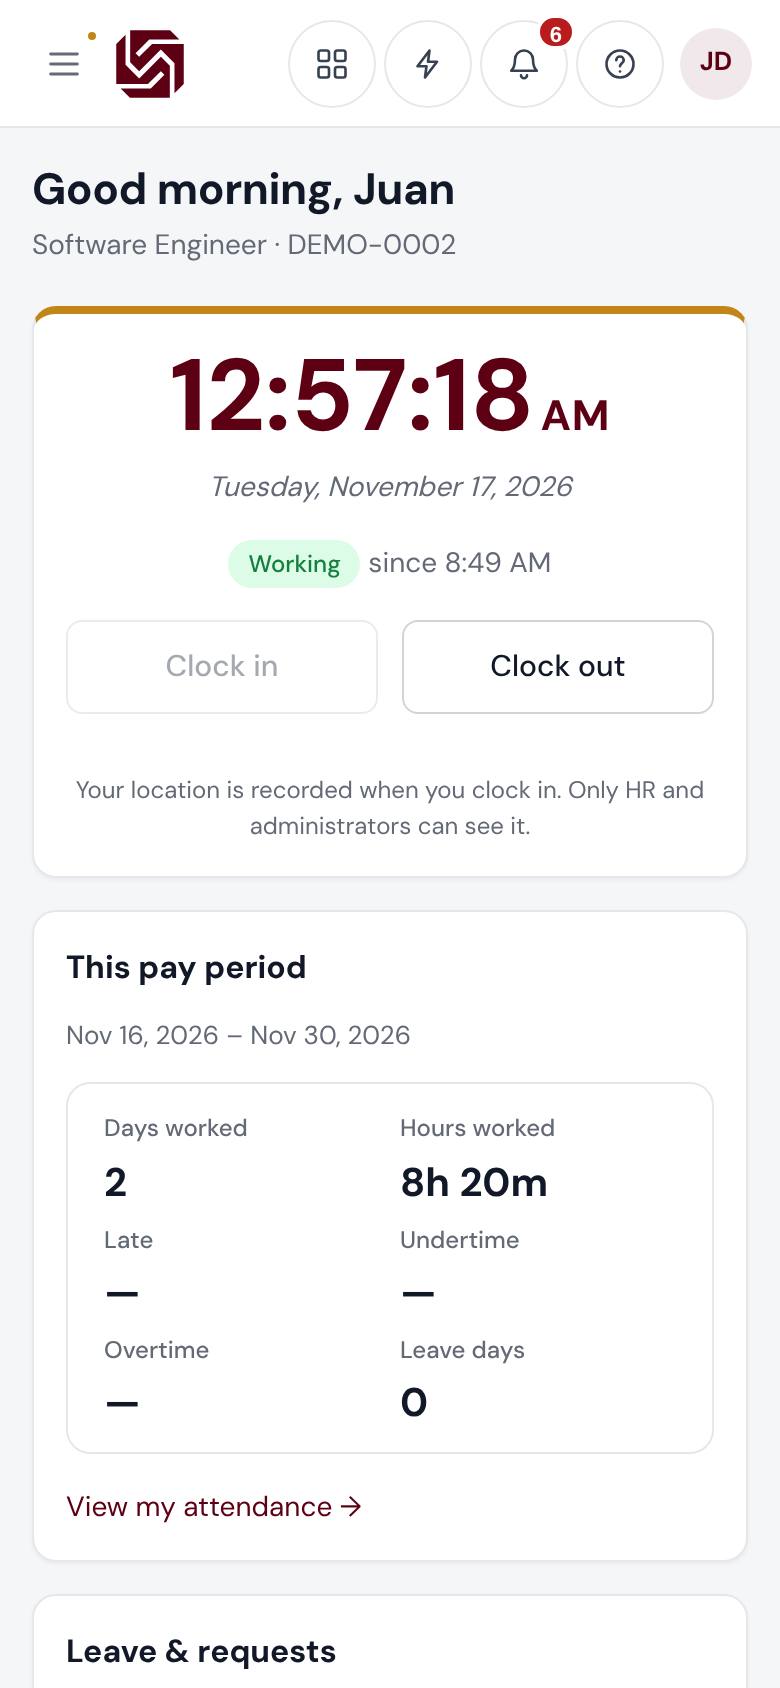 6
JD
Good morning, Juan
Software Engineer · DEMO-0002
12:57:18 AM
Tuesday, November 17, 2026
Working since 8:49 AM
Clock in
Clock out
Your location is recorded when you clock in. Only HR and
administrators can see it.
This pay period
Nov 16, 2026 – Nov 30, 2026
Days worked
Hours worked
2
8h 20m
Late
Undertime
—
—
Overtime
Leave days
—
0
View my attendance →
Leave & requests